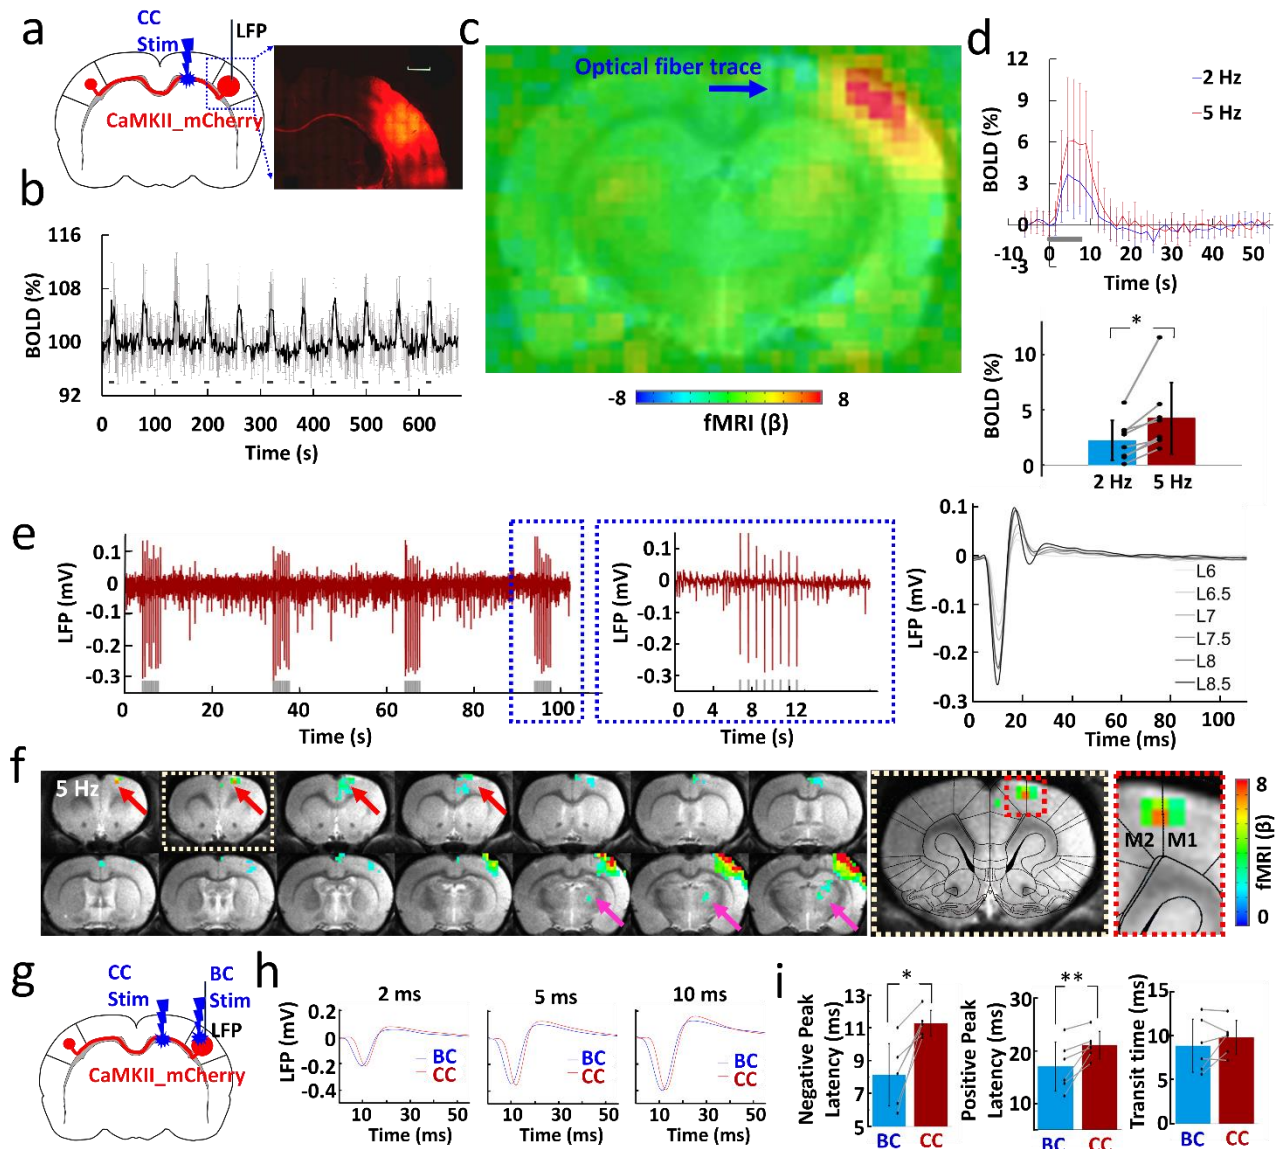 a
CC
Stim
LFP
CaMKII_mCherry
b
116
108
100
92
BOLD (%)
0 100 200 300 400 500 600
Time (s)
c
Optical fiber trace
-8
8
fMRI (β)
d
12
9
6
3
0
-3
BOLD (%)
2 Hz
5 Hz
-10 0 10 20 30 40 50
Time (s)
*
10
5
0
BOLD (%)
2 Hz 5 Hz
e
0.1
0
-0.1
-0.2
-0.3
LFP (mV)
0 20 40 60 80 100
Time (s)
0.1
0
-0.1
-0.2
-0.3
LFP (mV)
0 4 8 12
Time (s)
0.1
0
-0.1
-0.2
-0.3
LFP (mV)
L6
L6.5
L7
L7.5
L8
L8.5
0 20 40 60 80 100
Time (ms)
f
5 Hz
M2 M1
8
0
fMRI (β)
g
CC
Stim
BC
Stim
LFP
CaMKII_mCherry
h
2 ms 5 ms 10 ms
0.2
0
-0.2
-0.4
LFP (mV)
BC
CC
BC
CC
BC
CC
10 30 50
10 30 50
10 30 50
Time (ms) Time (ms) Time (ms)
i
*
13
11
9
7
5
Negative Peak
Latency (ms)
BC CC
**
30
20
10
Positive Peak
Latency (ms)
BC CC
15
10
5
0
Transit time (ms)
BC CC